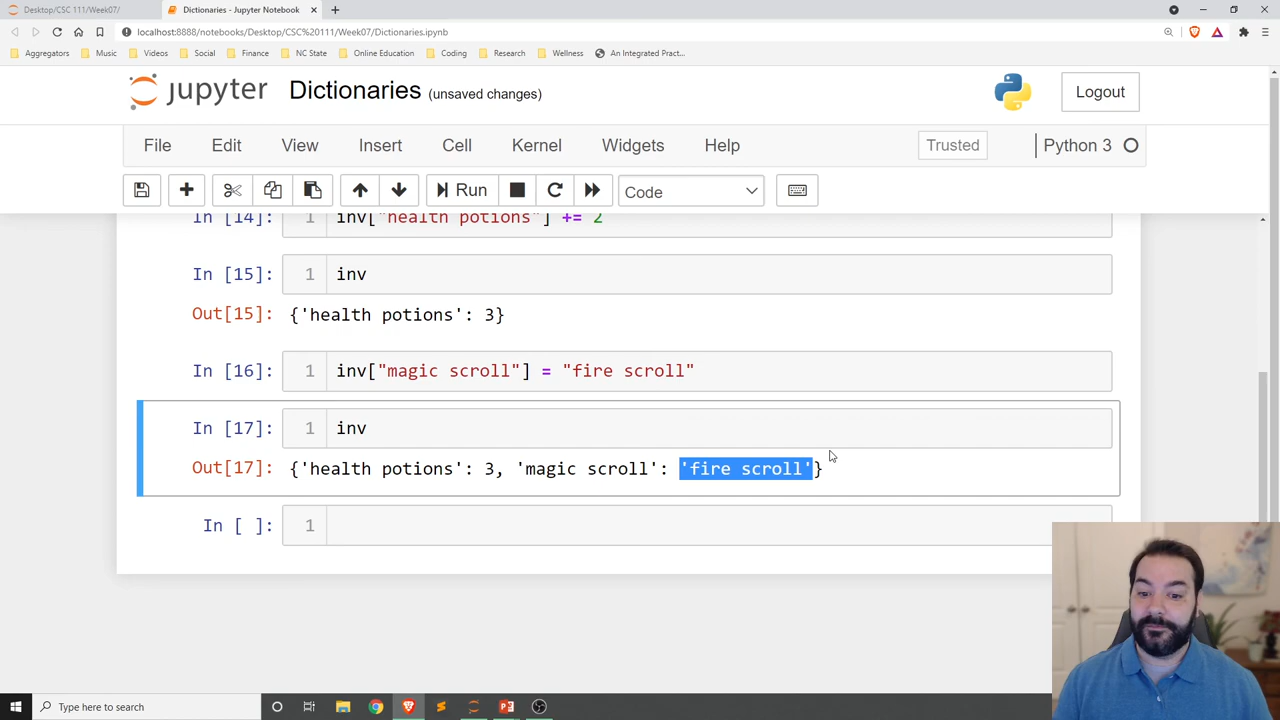 Desktop/CSC 111/Week07/
Dictionaries - Jupyter Notebook
localhost:8888/notebooks/Desktop/CSC%20111/Week07/Dictionaries.ipynb
Aggregators Music Videos Social Finance NC State Online Education Coding Research Wellness An Integrated Pract...
jupyter Dictionaries (unsaved changes)
Logout
File Edit View Insert Cell Kernel Widgets Help
Trusted
Python 3
Run
Code
In [14]: 1 inv["health potions"] += 2
In [15]: 1 inv
Out[15]: {'health potions': 3}
In [16]: 1 inv["magic scroll"] = "fire scroll"
In [17]: 1 inv
Out[17]: {'health potions': 3, 'magic scroll': 'fire scroll'}
In [ ]: 1
Type here to search